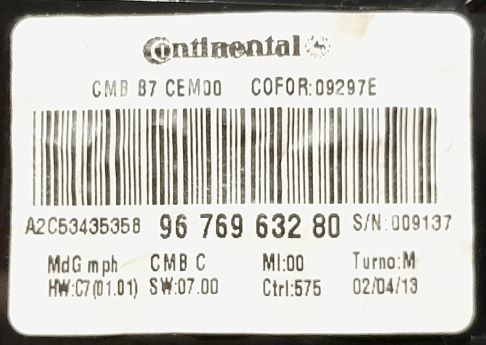 Continental
CMB B7 CEM00 COFOR:09297E
A2C53435358 96 769 632 80 S/N:009137
MdG mph CMB C MI:00 Turno:M
HW:C7(01.01) SW:07.00 Ctrl:575 02/04/13